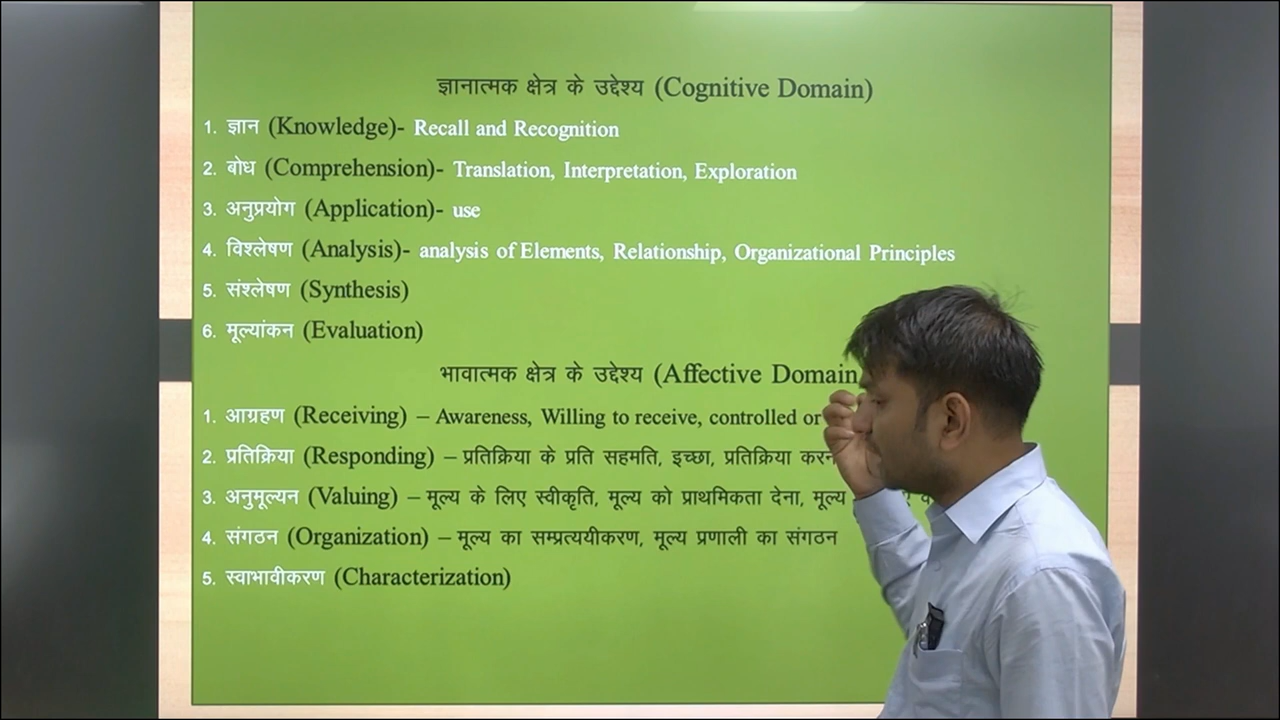 ज्ञानात्मक क्षेत्र के उद्देश्य (Cognitive Domain)
1. ज्ञान (Knowledge)- Recall and Recognition
2. बोध (Comprehension)- Translation, Interpretation, Exploration
3. अनुप्रयोग (Application)- use
4. विश्लेषण (Analysis)- analysis of Elements, Relationship, Organizational Principles
5. संश्लेषण (Synthesis)
6. मूल्यांकन (Evaluation)
भावात्मक क्षेत्र के उद्देश्य (Affective Domain
1. आग्रहण (Receiving) – Awareness, Willing to receive, controlled or
2. प्रतिक्रिया (Responding) – प्रतिक्रिया के प्रति सहमति, इच्छा, प्रतिक्रिया
3. अनुमूल्यन (Valuing) – मूल्य के लिए स्वीकृति, मूल्य को प्राथमिकता देना, मूल्य
4. संगठन (Organization) – मूल्य का सम्प्रत्ययीकरण, मूल्य प्रणाली का संगठन
5. स्वाभावीकरण (Characterization)